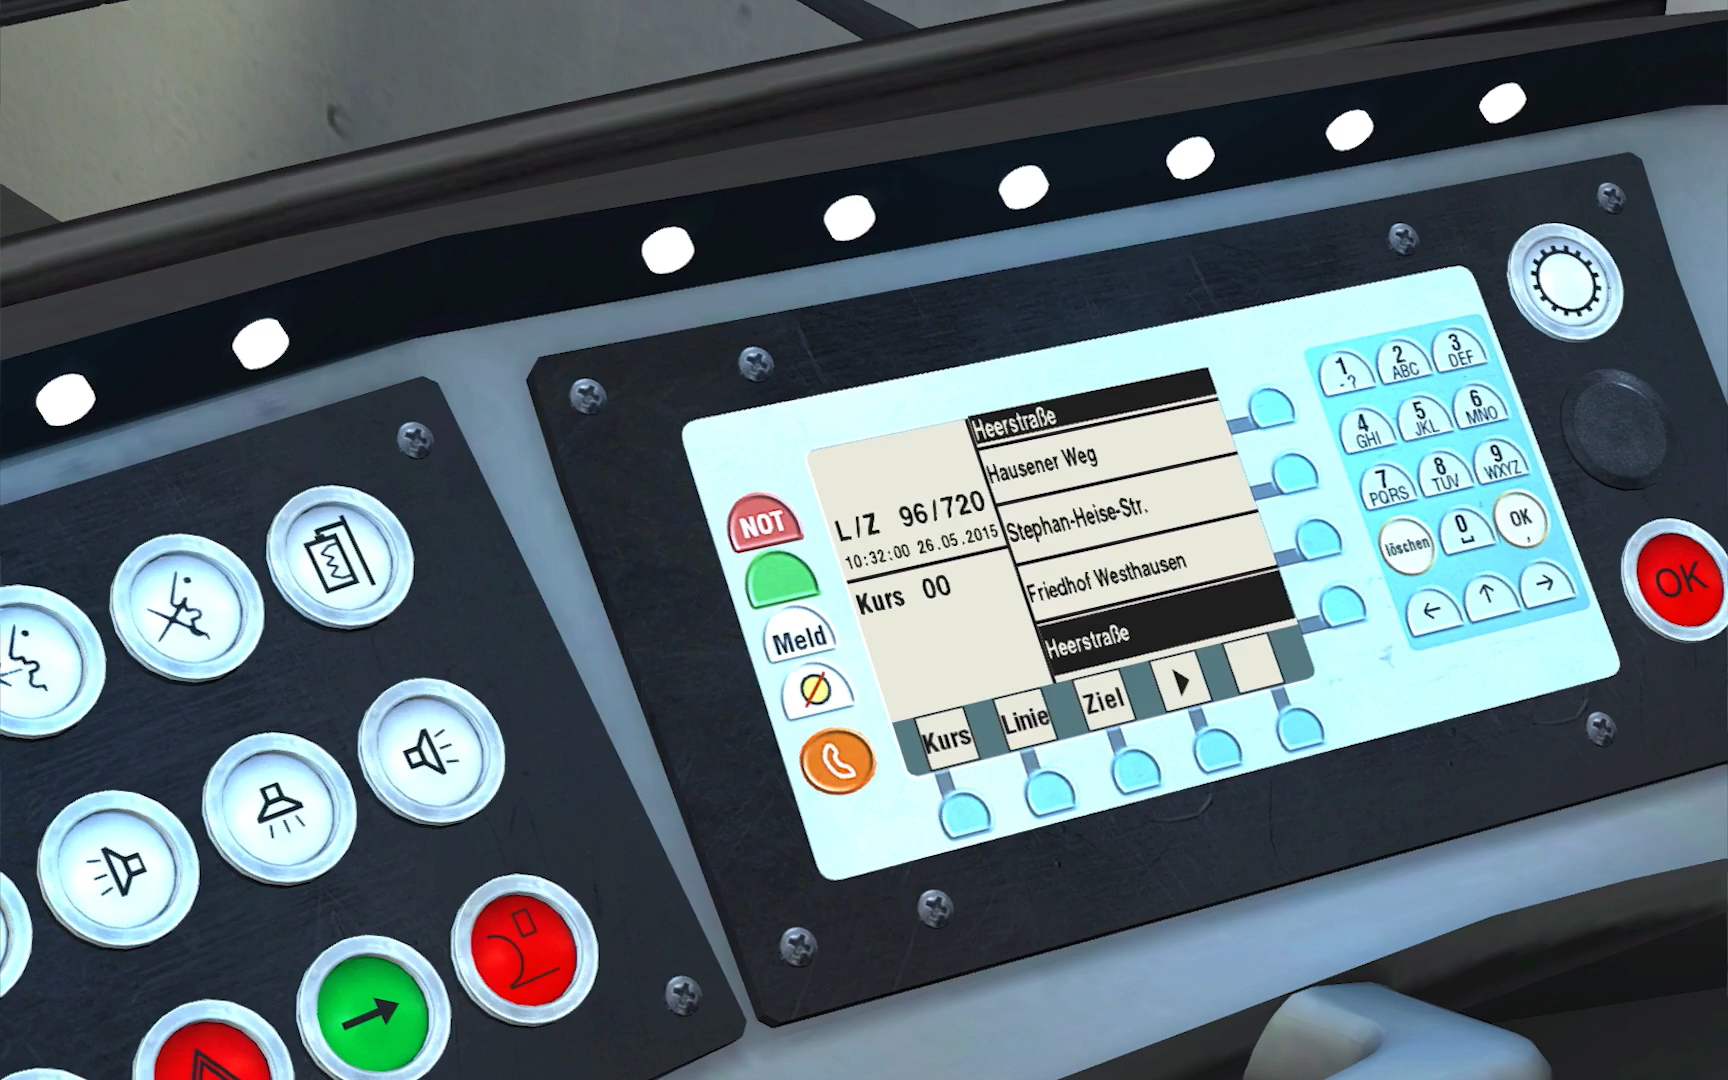 Heerstraße
Hausener Weg
Stephan-Heise-Str.
Friedhof Westhausen
Heerstraße
L/Z 96/720
10:32:00 26.05.2015
Kurs 00
Kurs Linie Ziel
NOT
Meld
1 2 3
- ? ABC DEF
4 5 6
GHI JKL MNO
7 8 9
PQRS TUV WXYZ
löschen 0 OK
,
OK